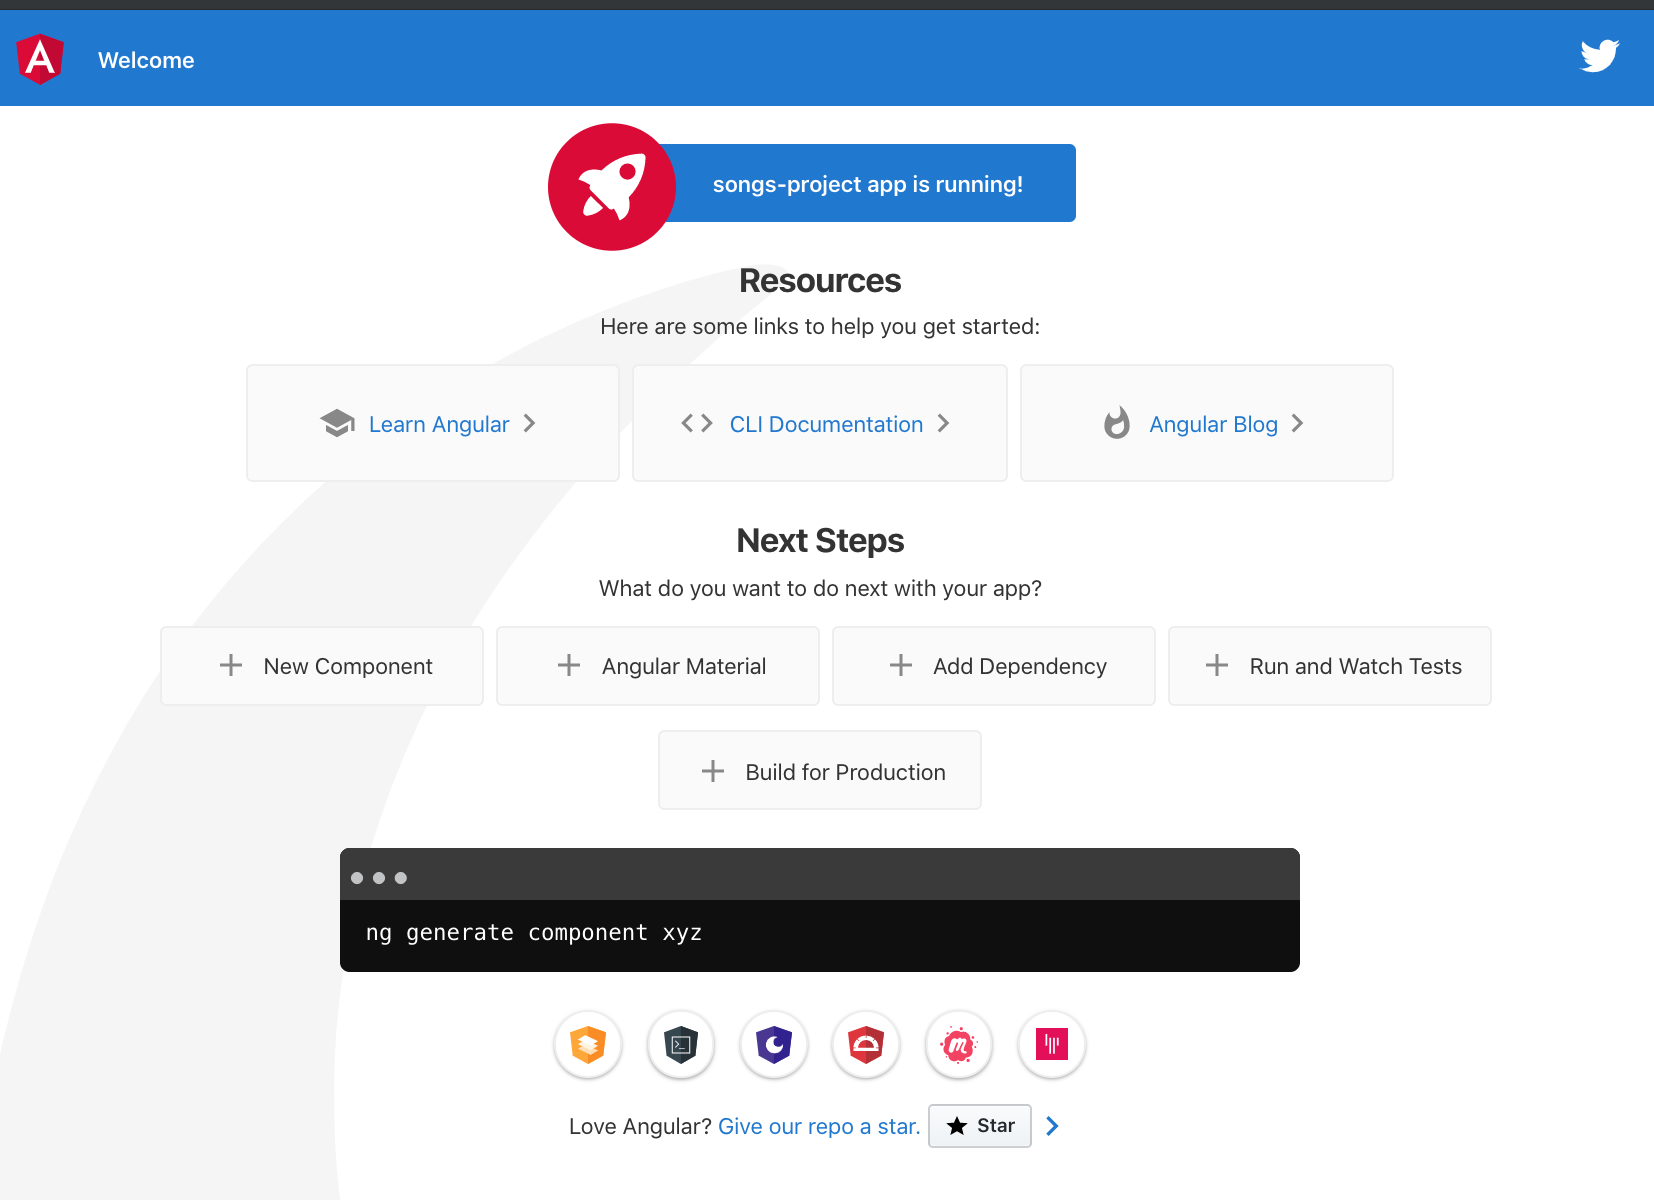 Welcome
songs-project app is running!
Resources
Here are some links to help you get started:
Learn Angular
CLI Documentation
Angular Blog
Next Steps
What do you want to do next with your app?
New Component
Angular Material
Add Dependency
Run and Watch Tests
Build for Production
ng generate component xyz
Love Angular? Give our repo a star. Star